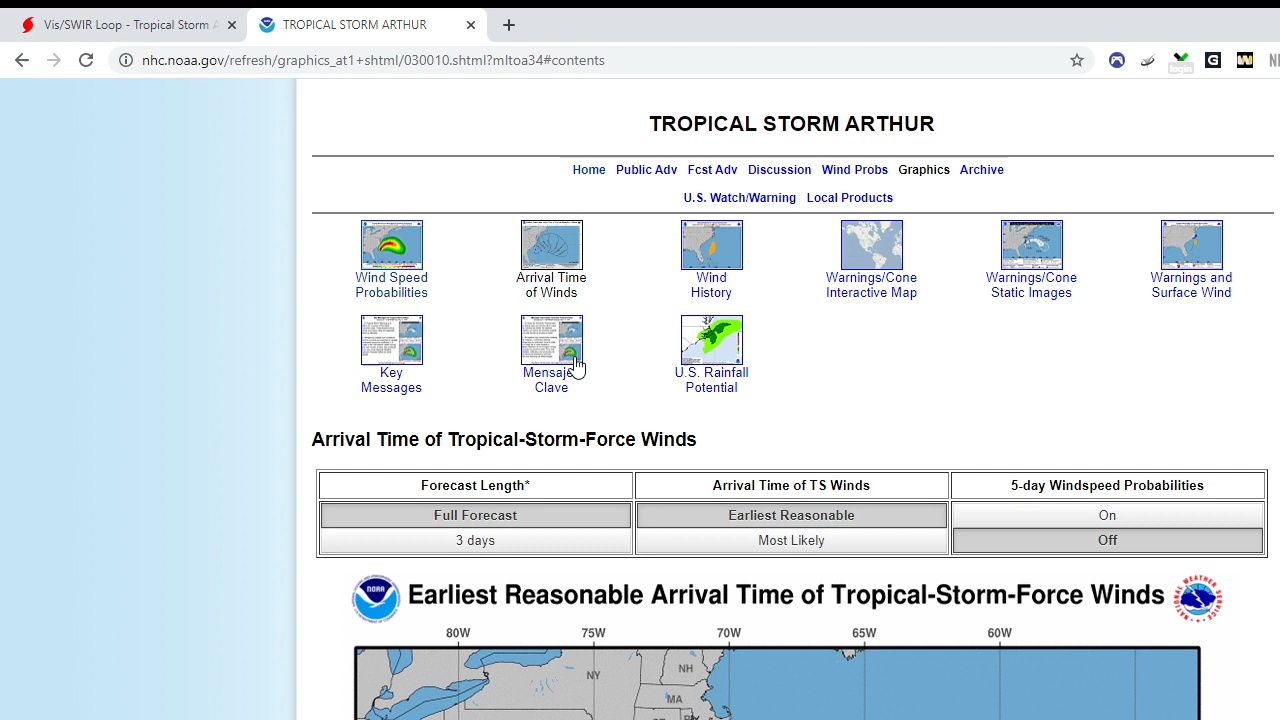 Vis/SWIR Loop - Tropical Storm
TROPICAL STORM ARTHUR
nhc.noaa.gov/refresh/graphics_at1+shtml/030010.shtml?mltoa34#contents
TROPICAL STORM ARTHUR
Home Public Adv Fcst Adv Discussion Wind Probs Graphics Archive
U.S. Watch/Warning Local Products
Wind Speed
Probabilities
Arrival Time
of Winds
Wind
History
Warnings/Cone
Interactive Map
Warnings/Cone
Static Images
Warnings and
Surface Wind
Key
Messages
Clave
U.S. Rainfall
Potential
Arrival Time of Tropical-Storm-Force Winds
Forecast Length* Arrival Time of TS Winds 5-day Windspeed Probabilities
Full Forecast Earliest Reasonable On
3 days Most Likely Off
NOAA Earliest Reasonable Arrival Time of Tropical-Storm-Force Winds
80W 75W 70W 65W 60W
NY NH
MA